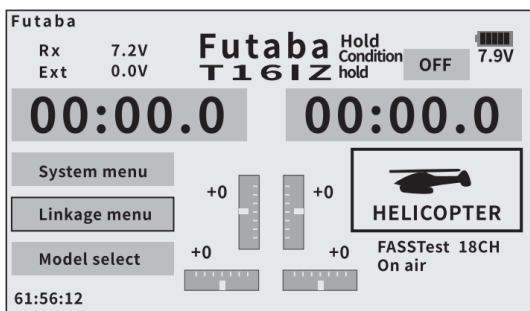 Futaba
Rx 7.2V
Ext 0.0V
Futaba
T16IZ
Hold
Condition
hold
OFF
7.9V
00:00.0
00:00.0
System menu
Linkage menu
Model select
+0
+0
+0
+0
HELICOPTER
FASSTest 18CH
On air
61:56:12